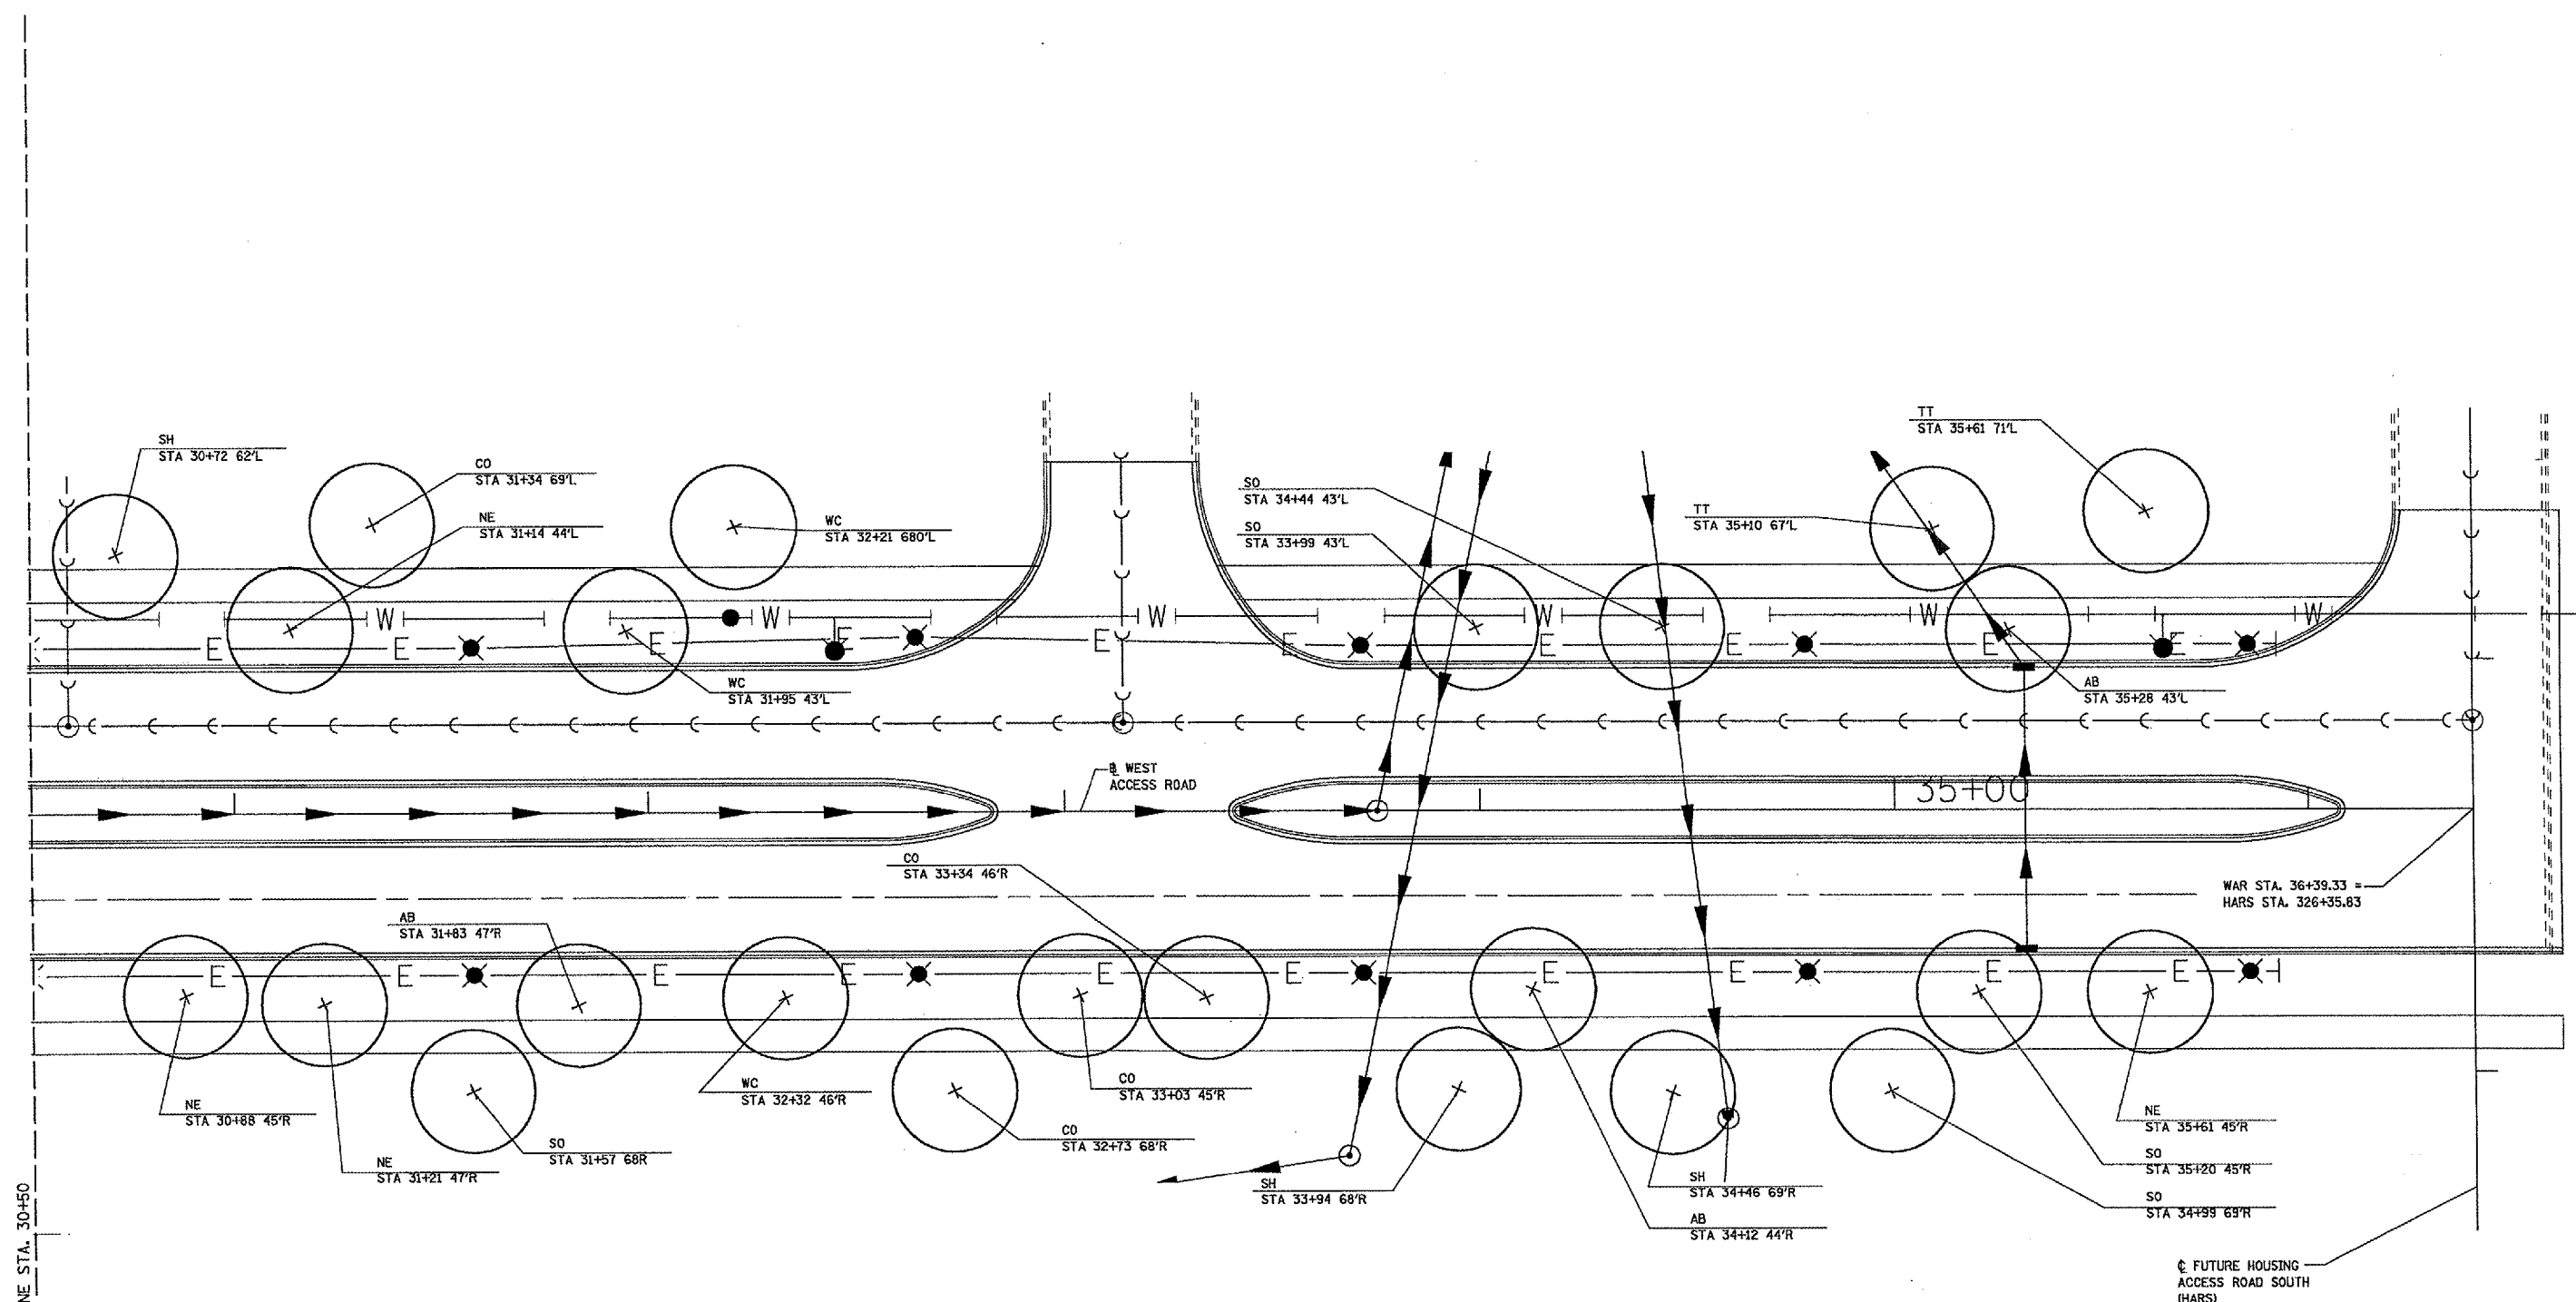 SH
STA 30+72 62'L
CO
STA 31+34 69'L
NE
STA 31+14 44'L
WC
STA 32+21 680'L
SO
STA 34+44 43'L
SO
STA 33+99 43'L
TT
STA 35+61 71'L
TT
STA 35+10 67'L
W
W
W
W
W
W
E
E
E
E
E
E
E
E
E
E
WC
STA 31+95 43'L
AB
STA 35+28 43'L
℄ WEST
ACCESS ROAD
35+00
CO
STA 33+34 46'R
WAR STA. 36+39.33 =
HARS STA. 326+35.83
AB
STA 31+83 47'R
E
E
E
E
E
E
E
E
E
E
NE
STA 30+88 45'R
NE
STA 31+21 47'R
SO
STA 31+57 68R
WC
STA 32+32 46'R
CO
STA 33+03 45'R
CO
STA 32+73 68'R
SH
STA 33+94 68'R
SH
STA 34+46 69'R
AB
STA 34+12 44'R
NE
STA 35+61 45'R
SO
STA 35+20 45'R
SO
STA 34+99 69'R
NE STA. 30+50
℄ FUTURE HOUSING
ACCESS ROAD SOUTH
(HARS)